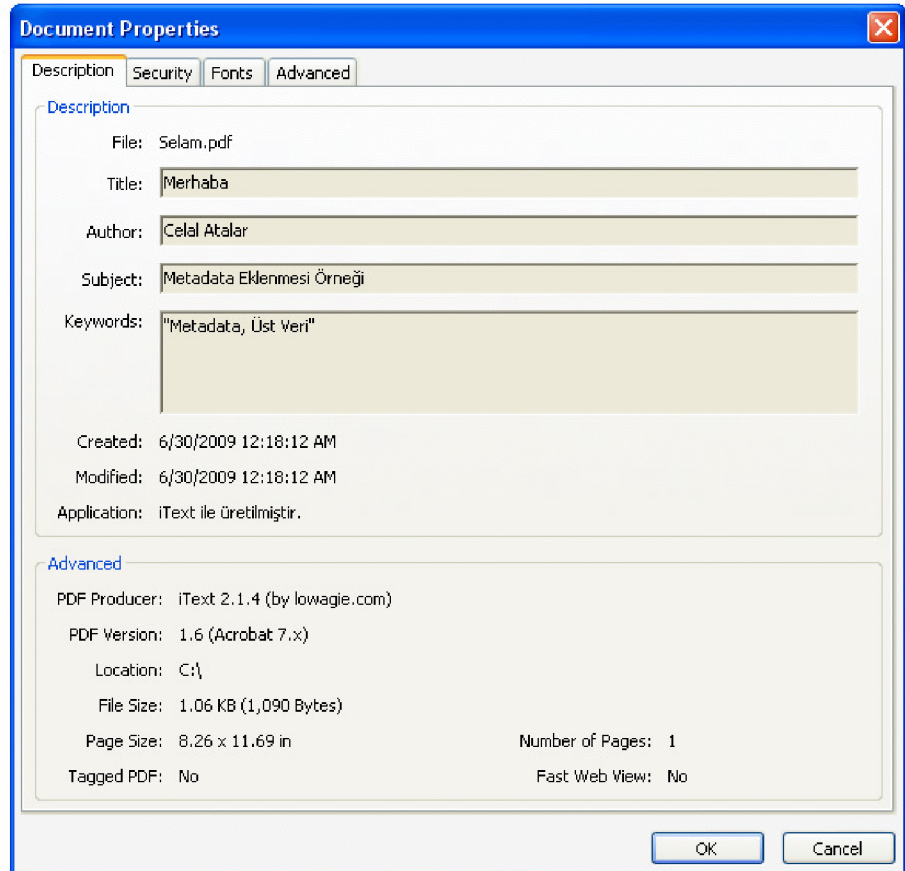 Document Properties
Description Security Fonts Advanced
Description
File: Selam.pdf
Title: Merhaba
Author: Celal Atalar
Subject: Metadata Eklenmesi Örneği
Keywords: "Metadata, Üst Veri"
Created: 6/30/2009 12:18:12 AM
Modified: 6/30/2009 12:18:12 AM
Application: iText ile üretilmiştir.
Advanced
PDF Producer: iText 2.1.4 (by lowagie.com)
PDF Version: 1.6 (Acrobat 7.x)
Location: C:\
File Size: 1.06 KB (1,090 Bytes)
Page Size: 8.26 x 11.69 in Number of Pages: 1
Tagged PDF: No Fast Web View: No
OK Cancel